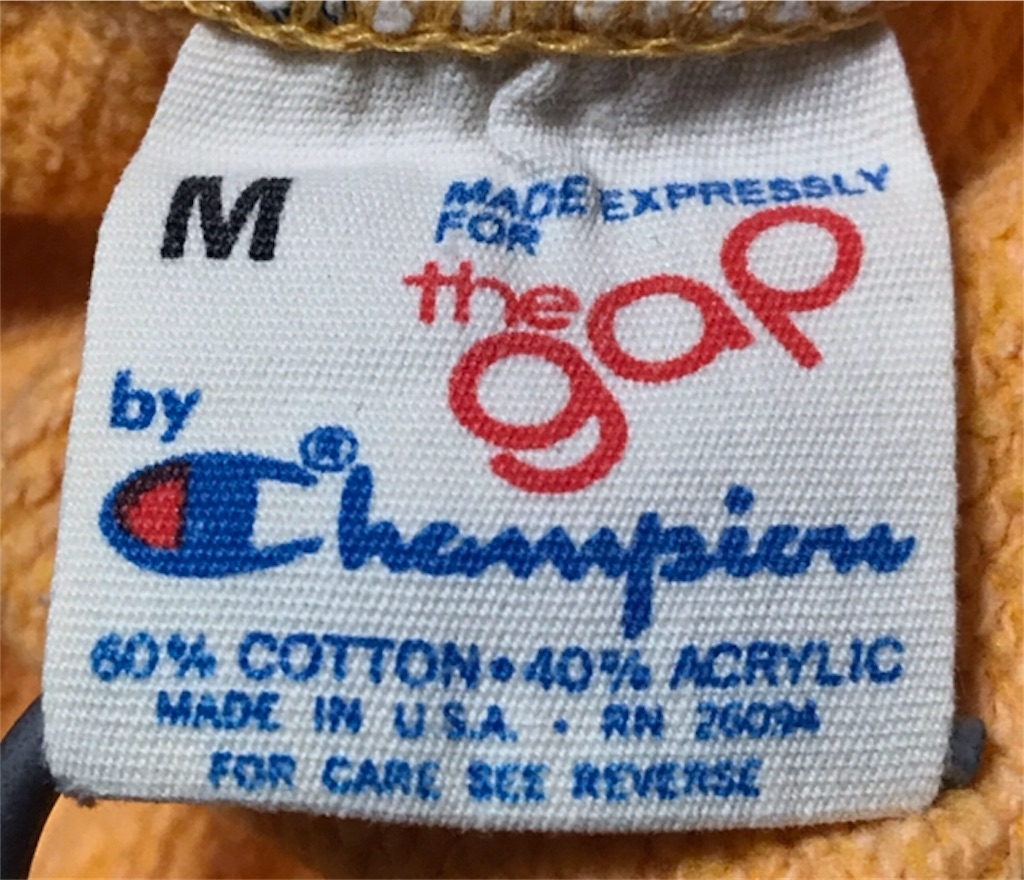 M
MADE EXPRESSLY
FOR
the
gap
by
Champion®
60% COTTON • 40% ACRYLIC
MADE IN U.S.A. • RN 26094
FOR CARE SEE REVERSE